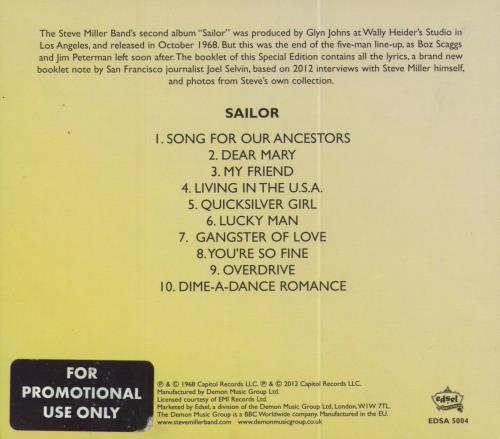 The Steve Miller Band's second album "Sailor" was produced by Glyn Johns at Wally Heider's Studio in
Los Angeles, and released in October 1968. But this was the end of the five-man line-up, as Boz Scaggs
and Jim Peterman left soon after. The booklet of this Special Edition contains all the lyrics, a brand new
booklet note by San Francisco journalist Joel Selvin, based on 2012 interviews with Steve Miller himself,
and photos from Steve's own collection.
SAILOR
1. SONG FOR OUR ANCESTORS
2. DEAR MARY
3. MY FRIEND
4. LIVING IN THE U.S.A.
5. QUICKSILVER GIRL
6. LUCKY MAN
7. GANGSTER OF LOVE
8. YOU'RE SO FINE
9. OVERDRIVE
10. DIME-A-DANCE ROMANCE
FOR
PROMOTIONAL
USE ONLY
℗ & © 1968 Capitol Records LLC. ℗ & © 2012 Capitol Records LLC.
Manufactured by Demon Music Group Ltd.
Licensed courtesy of EMI Records Ltd.
Marketed by Edsel, a division of the Demon Music Group Ltd, London, W1W 7TL.
The Demon Music Group is a BBC Worldwide company. Manufactured in the EU.
www.stevemillerband.com www.demonmusicgroup.co.uk
edsel
EDSA 5004